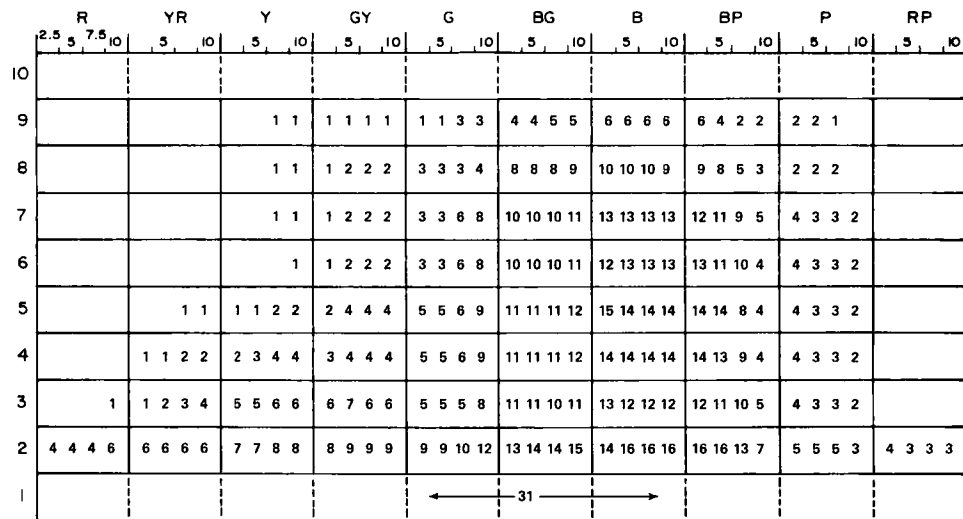 R YR Y GY G BG B BP P RP
2.5 5 7.5 10 5 10 5 10 5 10 5 10 5 10 5 10 5 10 5 10 5 10
10
9 1 1 1 1 1 1 1 1 3 3 4 4 5 5 6 6 6 6 6 4 2 2 2 2 1
8 1 1 1 2 2 2 3 3 3 4 8 8 8 9 10 10 10 9 9 8 5 3 2 2 2
7 1 1 1 2 2 2 3 3 6 8 10 10 10 11 13 13 13 13 12 11 9 5 4 3 3 2
6 1 1 2 2 2 3 3 6 8 10 10 10 11 12 13 13 13 13 11 10 4 4 3 3 2
5 1 1 1 1 2 2 2 4 4 4 5 5 6 9 11 11 11 12 15 14 14 14 14 14 8 4 4 3 3 2
4 1 1 2 2 2 3 4 4 3 4 4 4 5 5 6 9 11 11 11 12 14 14 14 14 14 13 9 4 4 3 3 2
3 1 1 2 3 4 5 5 6 6 6 7 6 6 5 5 5 8 11 11 10 11 13 12 12 12 12 11 10 5 4 3 3 2
2 4 4 4 6 6 6 6 6 7 7 8 8 8 9 9 9 9 9 10 12 13 14 14 15 14 16 16 16 16 16 13 7 5 5 5 3 4 3 3 3
1 31